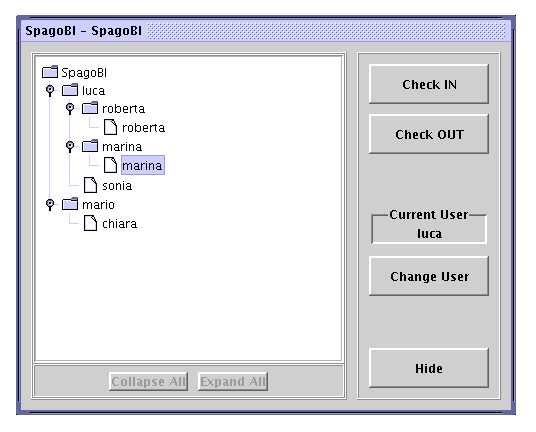 SpagoBI - SpagoBI
SpagoBI
luca
roberta
roberta
marina
marina
sonia
mario
chiara
Collapse All
Expand All
Check IN
Check OUT
Current User
luca
Change User
Hide